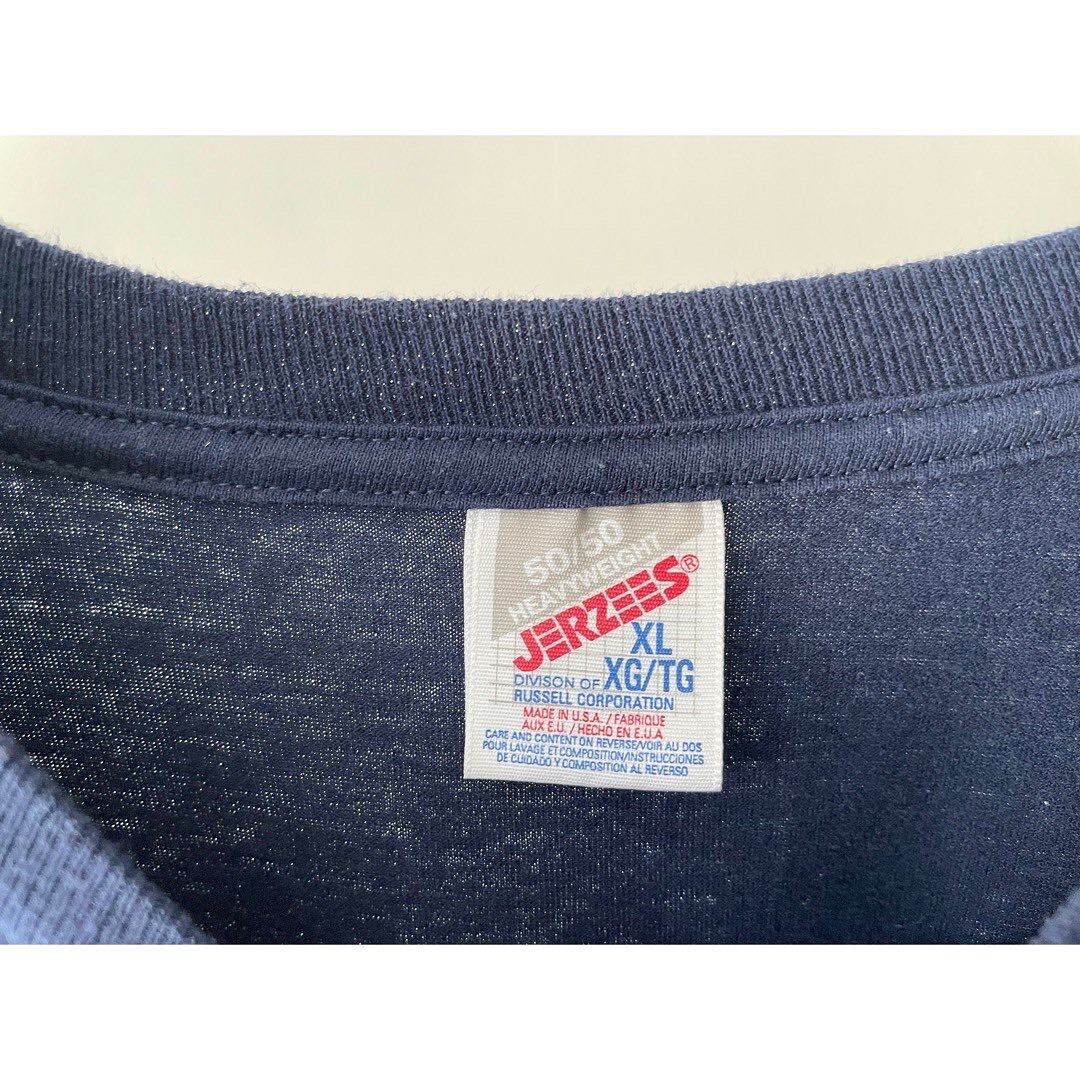 50/50
HEAVYWEIGHT
JERZEES®
XL
XG/TG
DIVISON OF
RUSSELL CORPORATION
MADE IN U.S.A. / FABRIQUE
AUX E.U. / HECHO EN E.U.A
CARE AND CONTENT ON REVERSE/VOIR AU DOS
POUR LAVAGE ET COMPOSITION/INSTRUCCIONES
DE CUIDADO Y COMPOSITION AL REVERSO